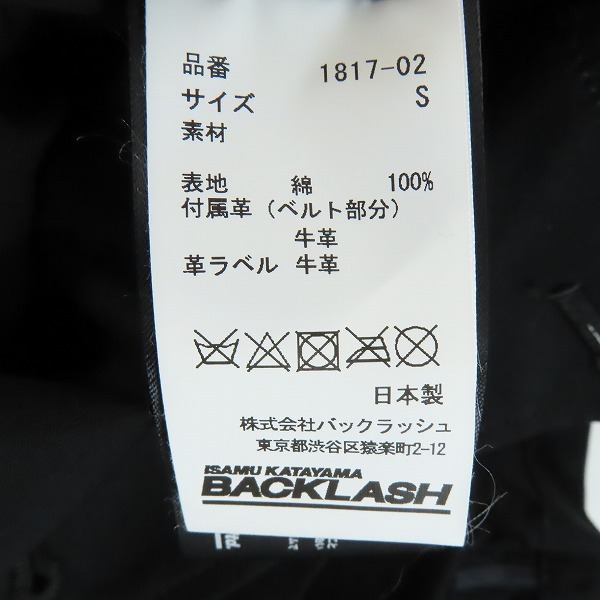 品番 1817-02
サイズ S
素材
表地 綿 100%
付属革（ベルト部分）
牛革
革ラベル 牛革
日本製
株式会社バックラッシュ
東京都渋谷区猿楽町2-12
ISAMU KATAYAMA
BACKLASH